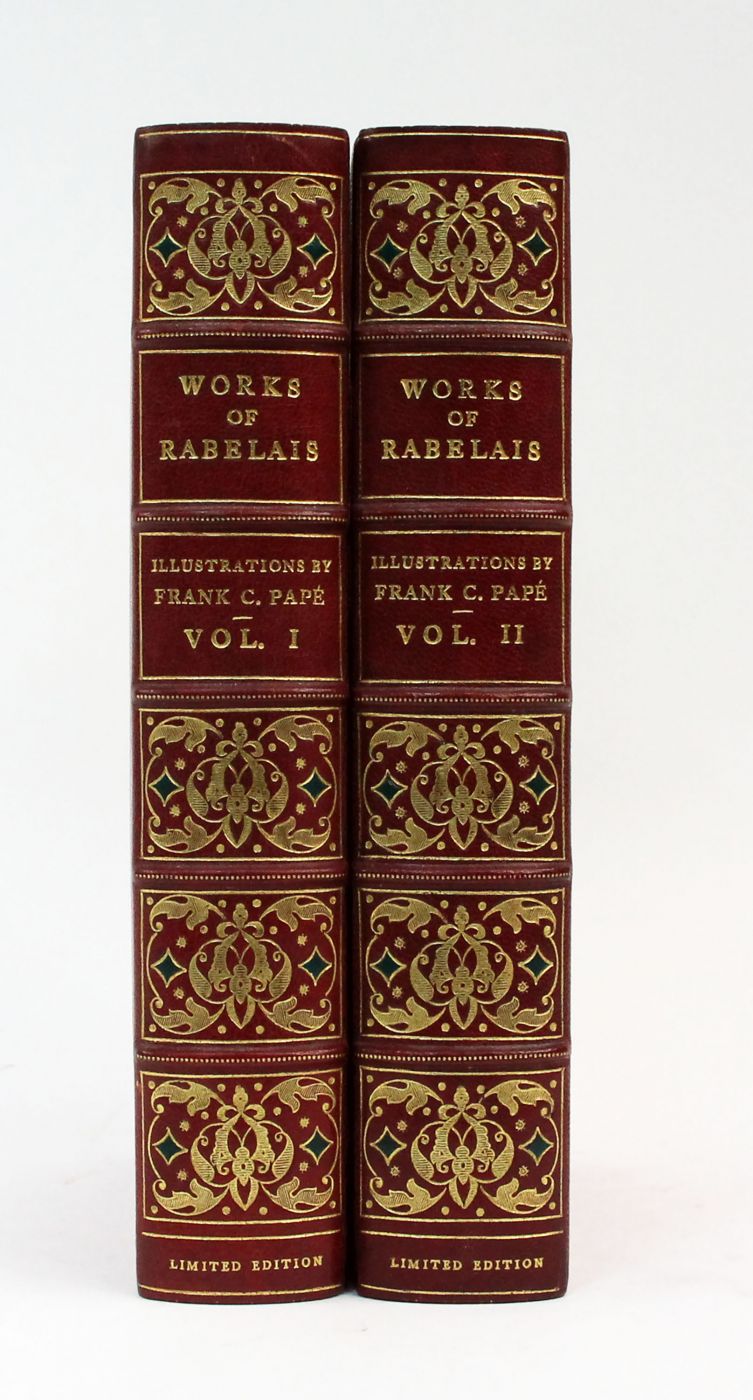 WORKS
OF
RABELAIS
ILLUSTRATIONS BY
FRANK C. PAPÉ
VOL. I
LIMITED EDITION
WORKS
OF
RABELAIS
ILLUSTRATIONS BY
FRANK C. PAPÉ
VOL. II
LIMITED EDITION